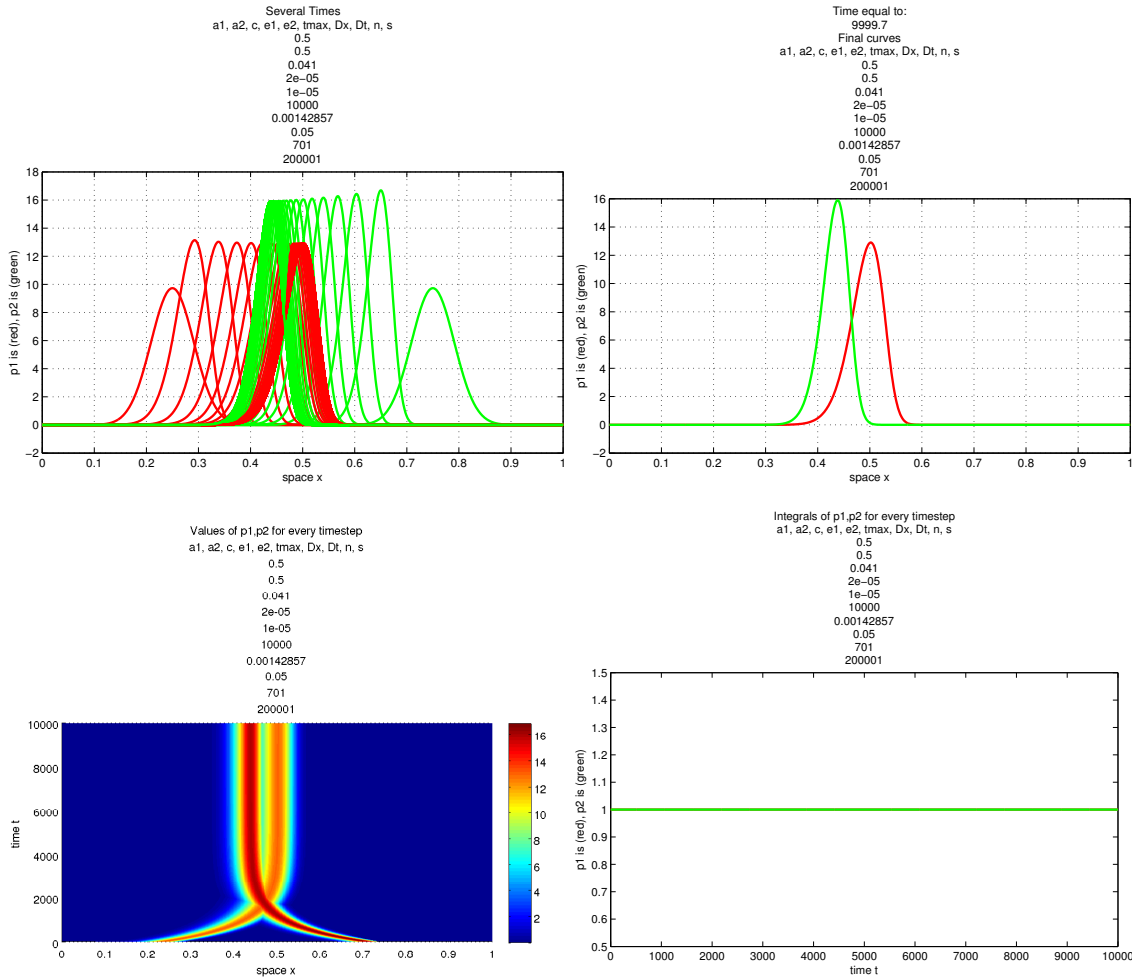 Several Times
a1, a2, c, e1, e2, tmax, Dx, Dt, n, s
0.5
0.5
0.041
2e−05
1e−05
10000
0.00142857
0.05
701
200001
18
16
14
12
10
8
6
4
2
0
−2
p1 is (red), p2 is (green)
0 0.1 0.2 0.3 0.4 0.5 0.6 0.7 0.8 0.9 1
space x
Time equal to:
9999.7
Final curves
a1, a2, c, e1, e2, tmax, Dx, Dt, n, s
0.5
0.5
0.041
2e−05
1e−05
10000
0.00142857
0.05
701
200001
16
14
12
10
8
6
4
2
0
−2
p1 is (red), p2 is (green)
0 0.1 0.2 0.3 0.4 0.5 0.6 0.7 0.8 0.9 1
space x
Values of p1,p2 for every timestep
a1, a2, c, e1, e2, tmax, Dx, Dt, n, s
0.5
0.5
0.041
2e-05
1e-05
10000
0.00142857
0.05
701
200001
10000
8000
6000
4000
2000
0
time t
0 0.1 0.2 0.3 0.4 0.5 0.6 0.7 0.8 0.9 1
space x
16
14
12
10
8
6
4
2
Integrals of p1,p2 for every timestep
a1, a2, c, e1, e2, tmax, Dx, Dt, n, s
0.5
0.5
0.041
2e−05
1e−05
10000
0.00142857
0.05
701
200001
1.5
1.4
1.3
1.2
1.1
1
0.9
0.8
0.7
0.6
0.5
p1 is (red), p2 is (green)
0 1000 2000 3000 4000 5000 6000 7000 8000 9000 10000
time t